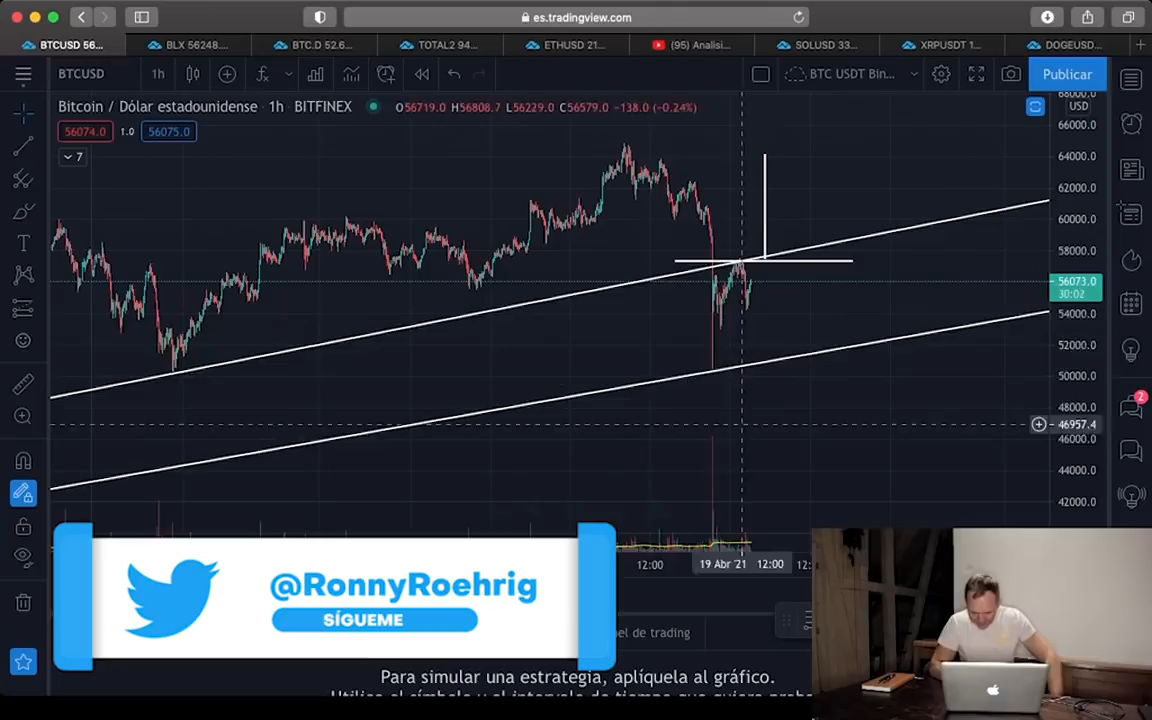 es.tradingview.com
BTCUSD 56...
BLX 56248...
BTC.D 52.6...
TOTAL2 94...
ETHUSD 21...
(95) Analisi...
SOLUSD 33...
XRPUSDT 1...
DOGEUSD...
BTCUSD
1h
BTC USDT Bin...
Publicar
Bitcoin / Dólar estadounidense · 1h · BITFINEX
O56719.0 H56808.7 L56229.0 C56579.0 -138.0 (-0.24%)
56074.0
1.0
56075.0
7
68000.0
USD
66000.0
64000.0
62000.0
60000.0
58000.0
56073.0
30:02
54000.0
52000.0
50000.0
48000.0
46957.4
46000.0
44000.0
42000.0
2
12:00
19 Abr '21 12:00
12:
@RonnyRoehrig
SÍGUEME
nel de trading
Para simular una estrategia, aplíquela al gráfico.